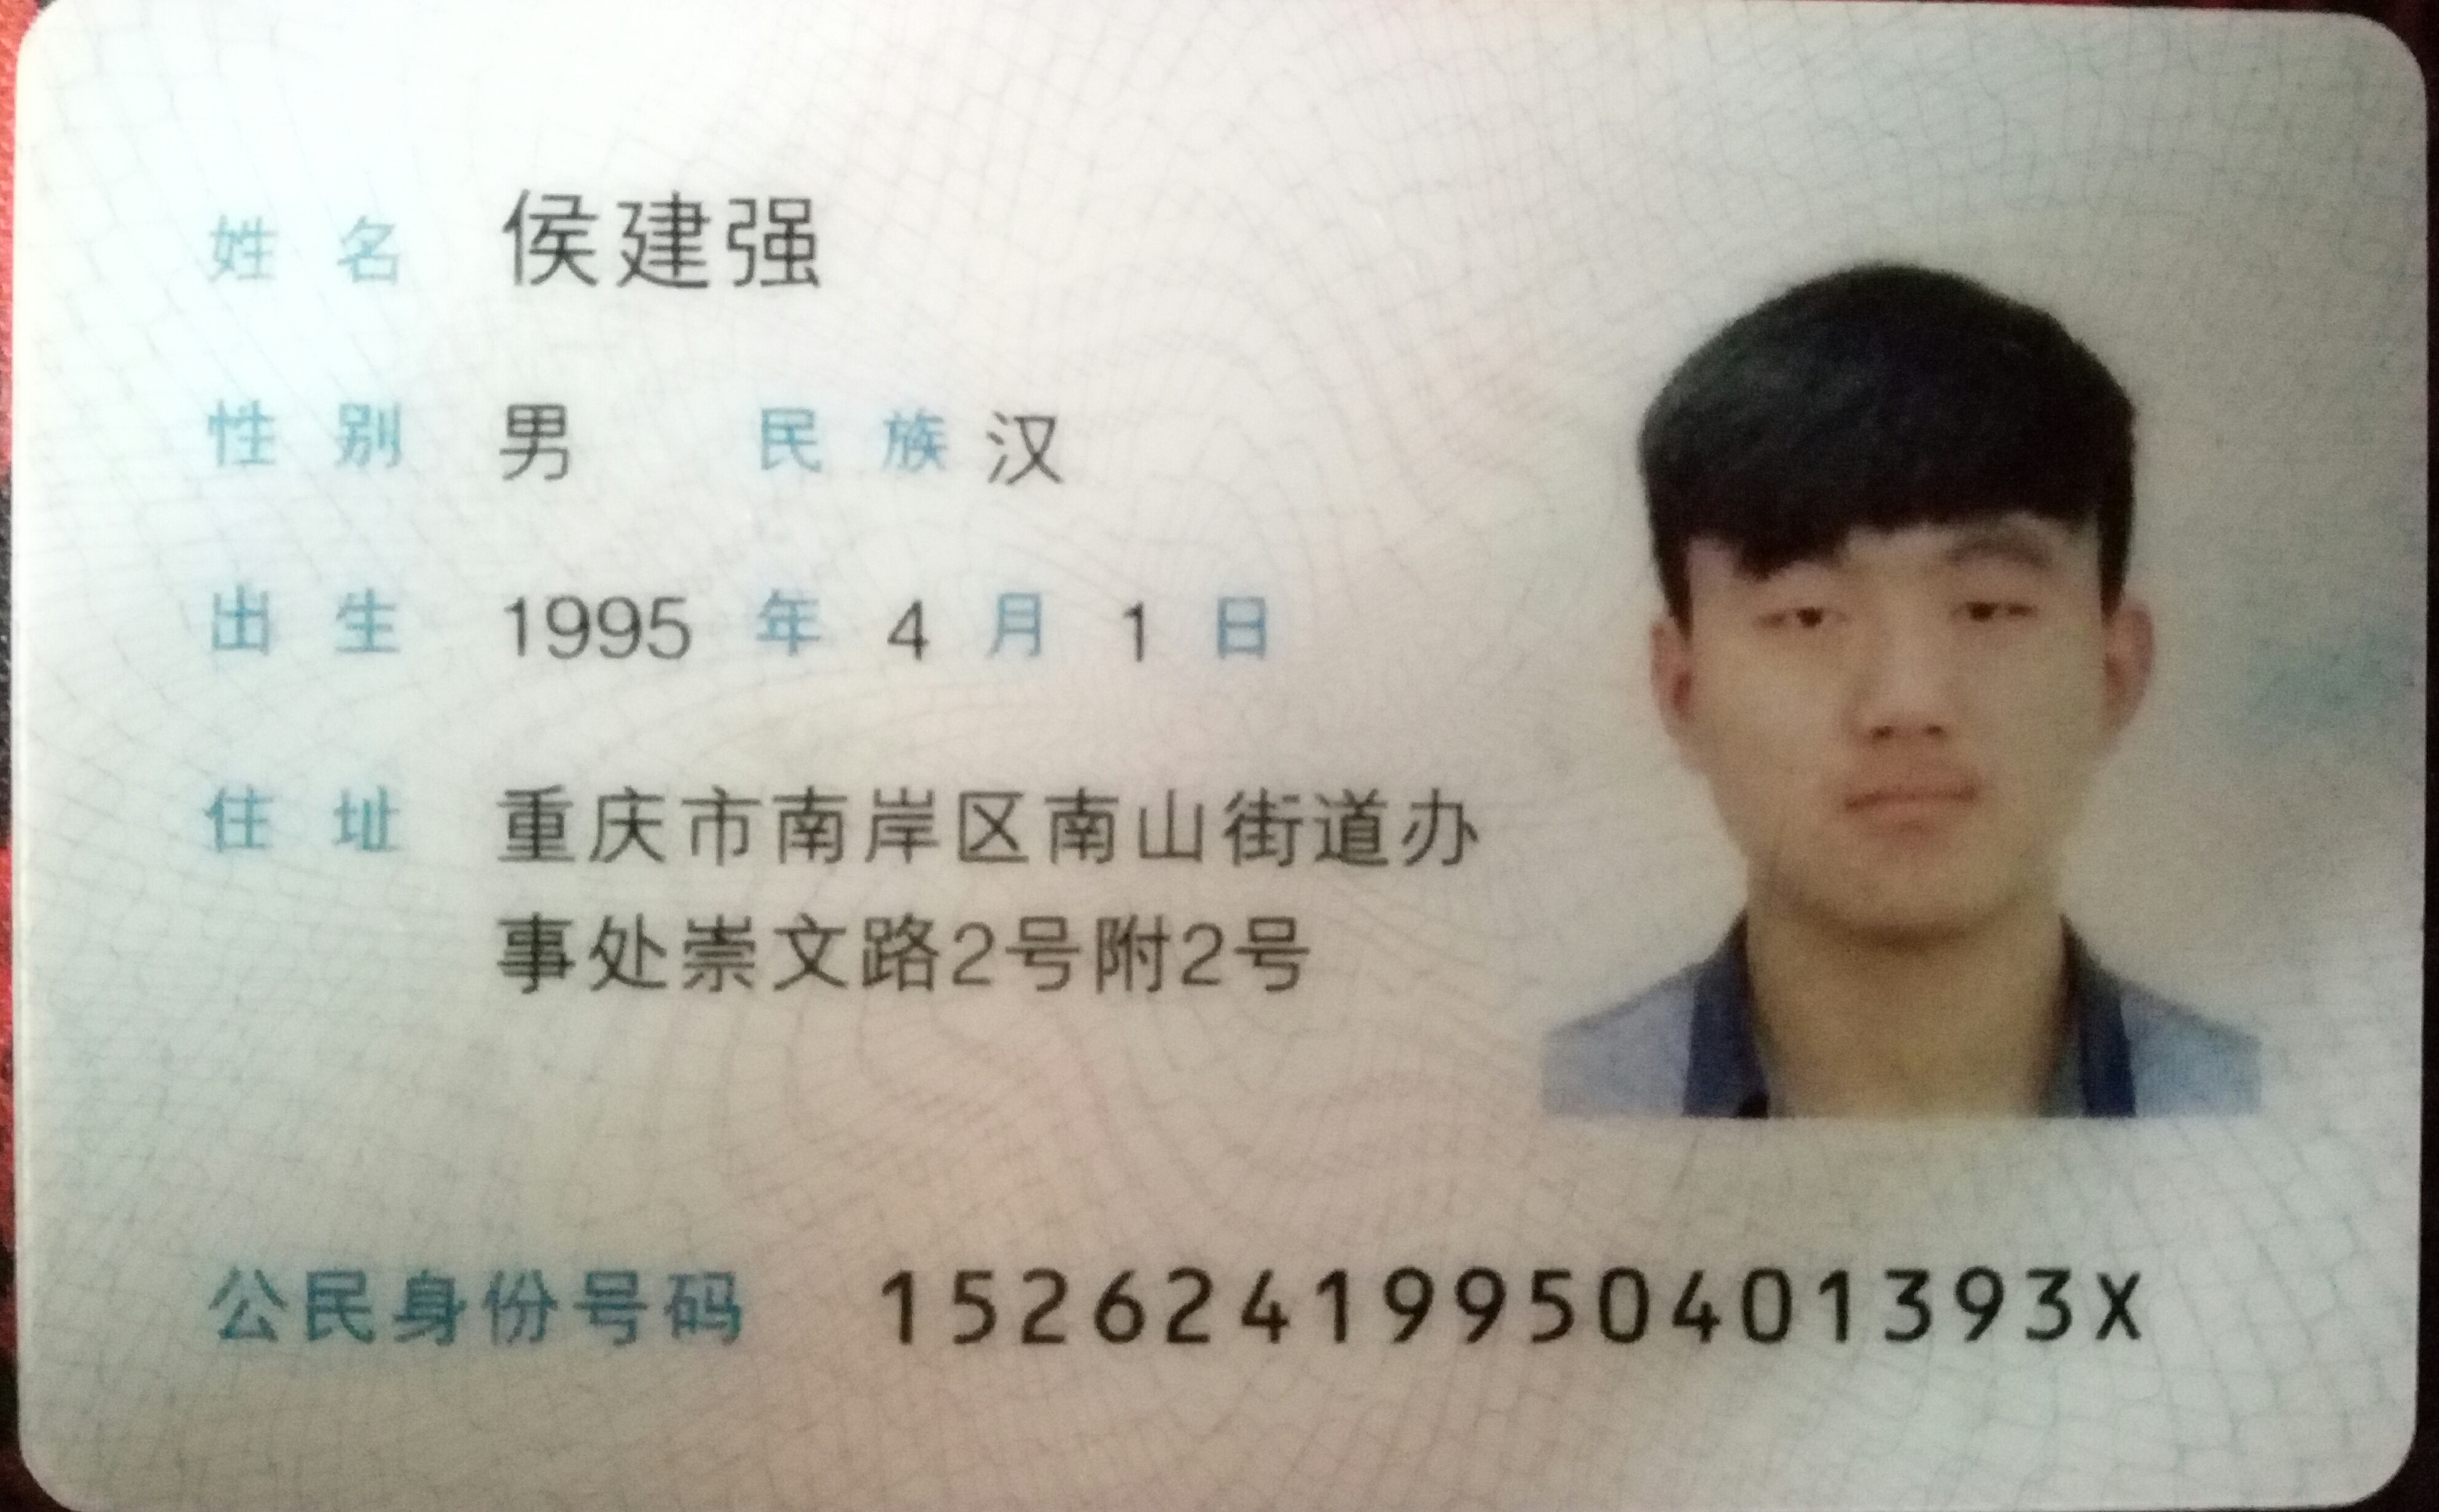 姓名 侯建强
性别 男 民族 汉
出生 1995 年 4 月 1 日
住址 重庆市南岸区南山街道办
事处崇文路2号附2号
公民身份号码 15262419950401393X